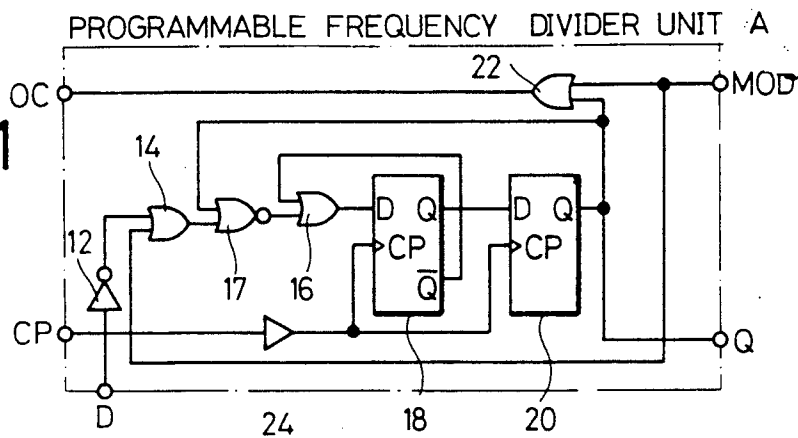 PROGRAMMABLE FREQUENCY DIVIDER UNIT A
22
OC
MOD
1
14
D Q
D Q
12
CP
CP
17
16
Q̅
CP
Q
D
24
18
20